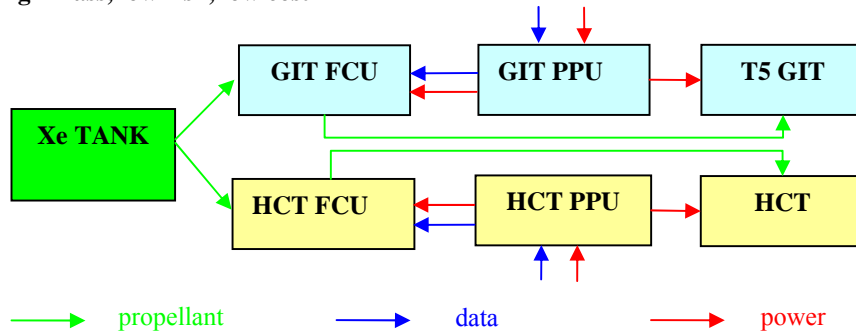 GIT FCU GIT PPU T5 GIT
Xe TANK
HCT FCU HCT PPU HCT
propellant data power